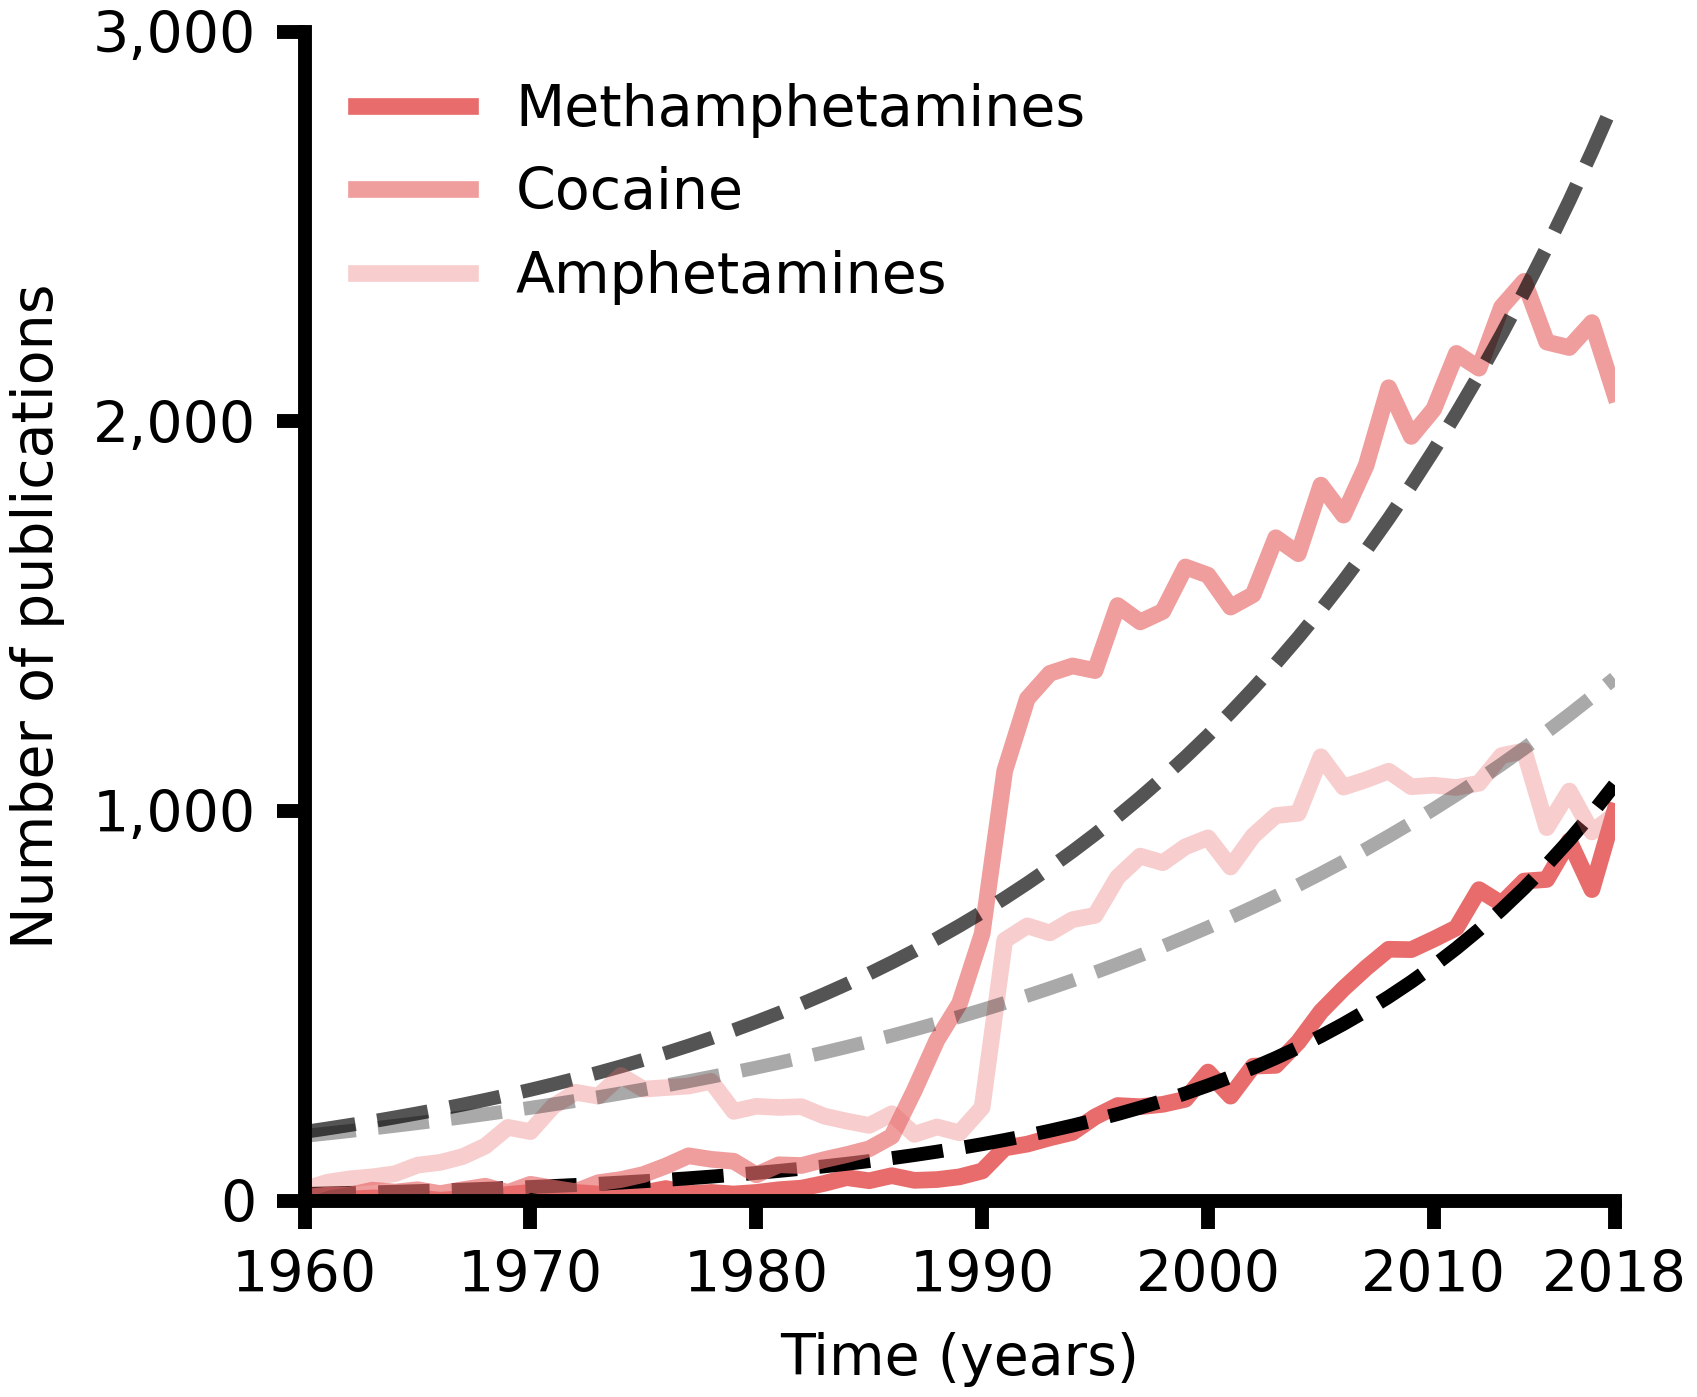 3,000
Methamphetamines
Cocaine
Amphetamines
2,000
1,000
0
Number of publications
1960 1970 1980 1990 2000 2010 2018
Time (years)